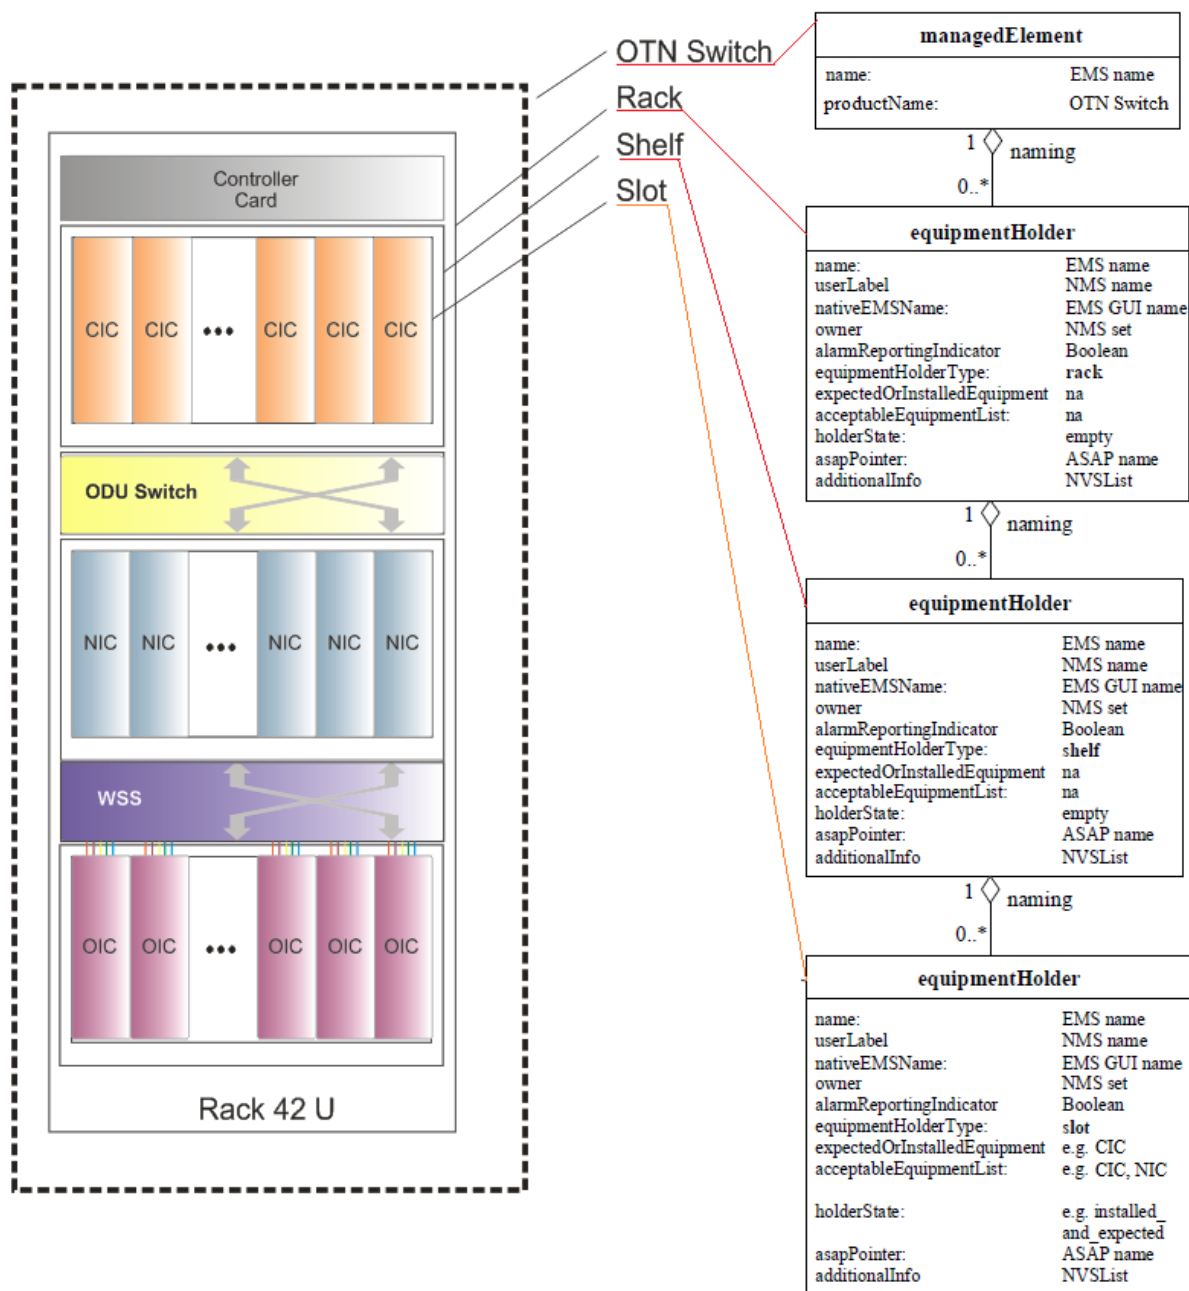 OTN Switch
Rack
Shelf
Slot
Controller
Card
CIC CIC ●●● CIC CIC CIC
ODU Switch
NIC NIC ●●● NIC NIC NIC
WSS
OIC OIC ●●● OIC OIC OIC
Rack 42 U
managedElement
name: EMS name
productName: OTN Switch
1 naming
0..*
equipmentHolder
name: EMS name
userLabel NMS name
nativeEMSName: EMS GUI name
owner NMS set
alarmReportingIndicator Boolean
equipmentHolderType: rack
expectedOrInstalledEquipment na
acceptableEquipmentList: na
holderState: empty
asapPointer: ASAP name
additionalInfo NVSList
1 naming
0..*
equipmentHolder
name: EMS name
userLabel NMS name
nativeEMSName: EMS GUI name
owner NMS set
alarmReportingIndicator Boolean
equipmentHolderType: shelf
expectedOrInstalledEquipment na
acceptableEquipmentList: na
holderState: empty
asapPointer: ASAP name
additionalInfo NVSList
1 naming
0..*
equipmentHolder
name: EMS name
userLabel NMS name
nativeEMSName: EMS GUI name
owner NMS set
alarmReportingIndicator Boolean
equipmentHolderType: slot
expectedOrInstalledEquipment e.g. CIC
acceptableEquipmentList: e.g. CIC, NIC
holderState: e.g. installed_
and_expected
asapPointer: ASAP name
additionalInfo NVSList